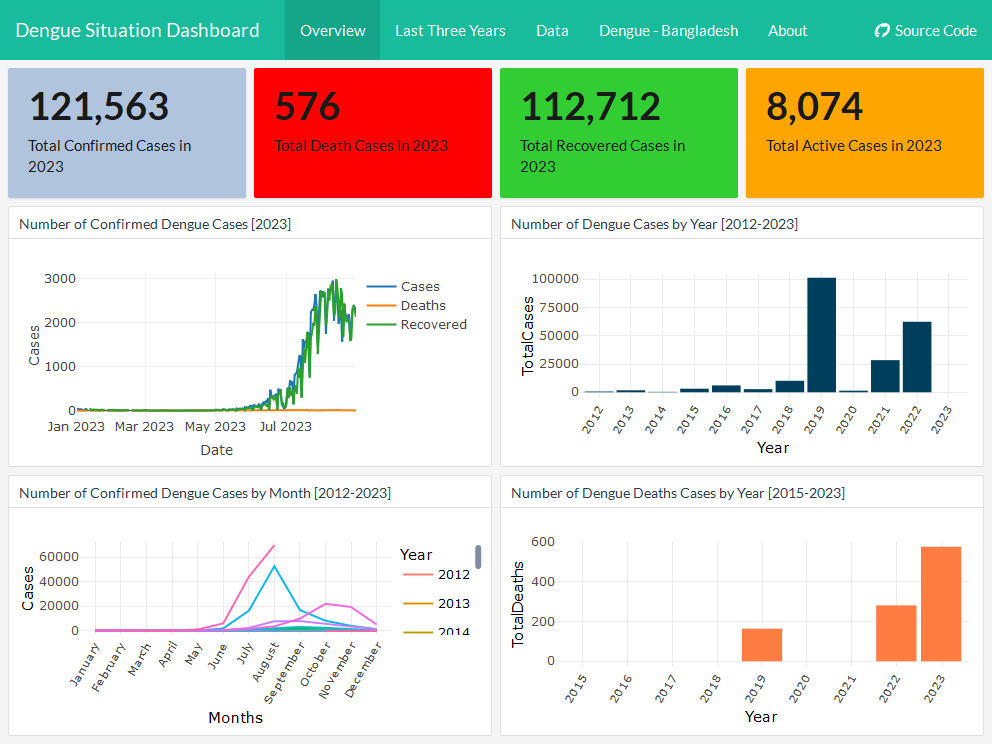 Dengue Situation Dashboard Overview Last Three Years Data Dengue - Bangladesh About Source Code
121,563
Total Confirmed Cases in
2023
576
Total Death Cases in 2023
112,712
Total Recovered Cases in
2023
8,074
Total Active Cases in 2023
Number of Confirmed Dengue Cases [2023]
3000
2000
1000
0
Cases
Jan 2023 Mar 2023 May 2023 Jul 2023
Date
Cases
Deaths
Recovered
Number of Dengue Cases by Year [2012-2023]
100000
75000
50000
25000
0
TotalCases
2012 2013 2014 2015 2016 2017 2018 2019 2020 2021 2022 2023
Year
Number of Confirmed Dengue Cases by Month [2012-2023]
60000
40000
20000
0
Cases
January February March April May June July August September October November December
Months
Year
2012
2013
2014
Number of Dengue Deaths Cases by Year [2015-2023]
600
400
200
0
TotalDeaths
2015 2016 2017 2018 2019 2020 2021 2022 2023
Year